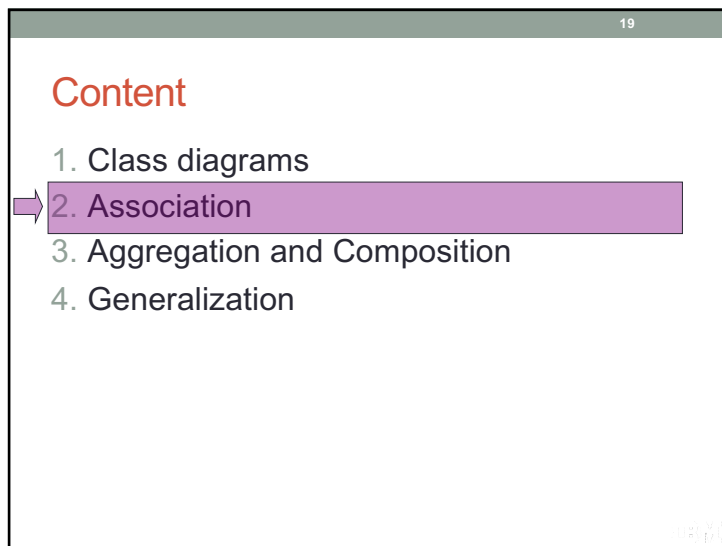 19
Content
1. Class diagrams
2. Association
3. Aggregation and Composition
4. Generalization